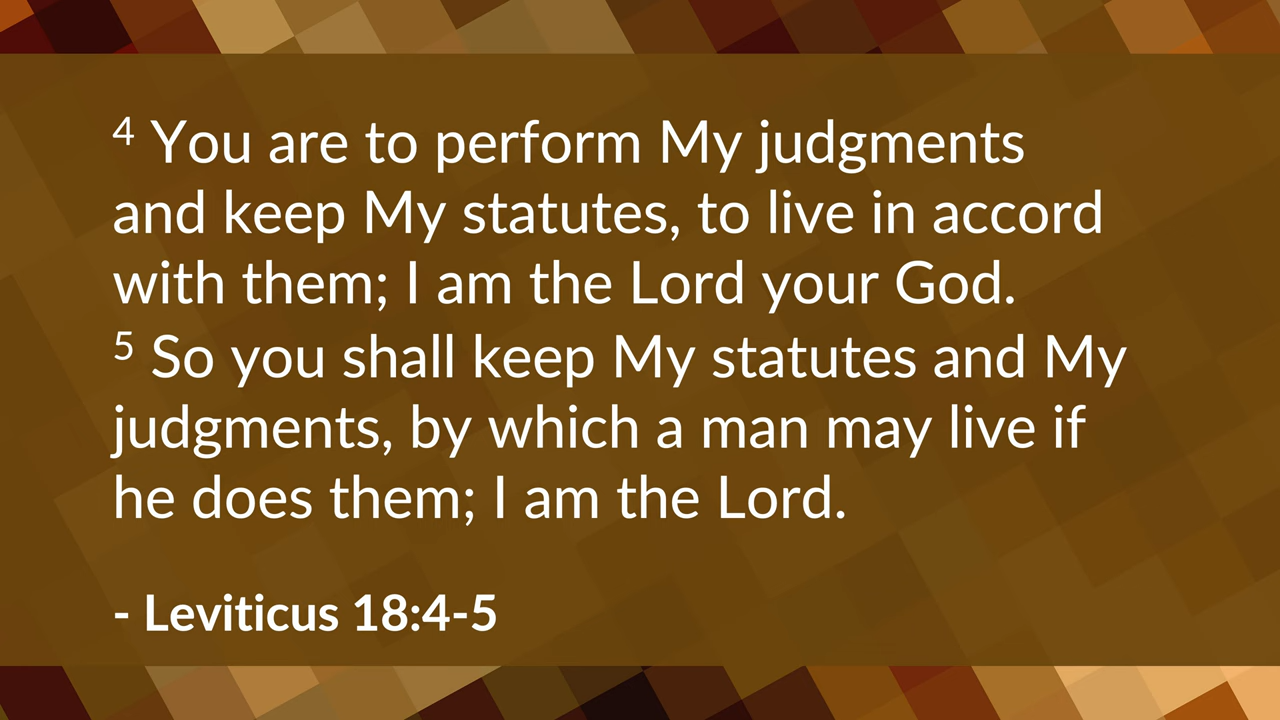 4 You are to perform My judgments
and keep My statutes, to live in accord
with them; I am the Lord your God.
5 So you shall keep My statutes and My
judgments, by which a man may live if
he does them; I am the Lord.
- Leviticus 18:4-5